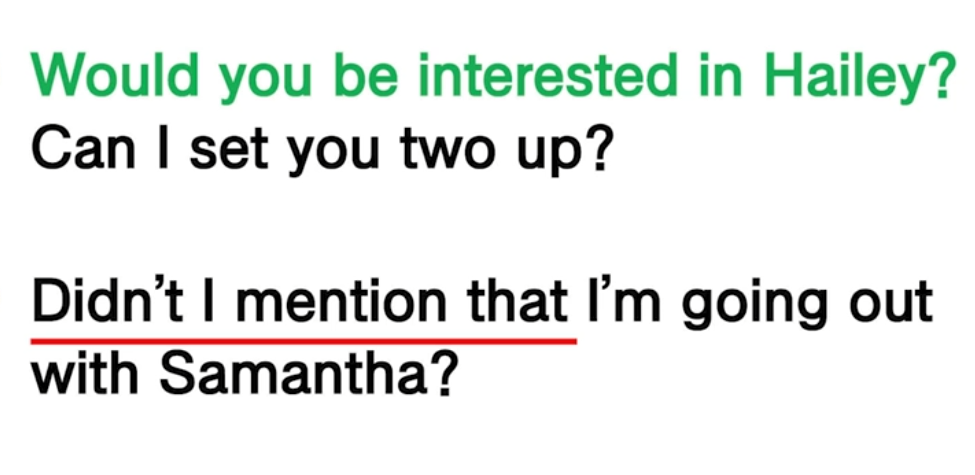 Would you be interested in Hailey?
Can I set you two up?
Didn't I mention that I'm going out
with Samantha?